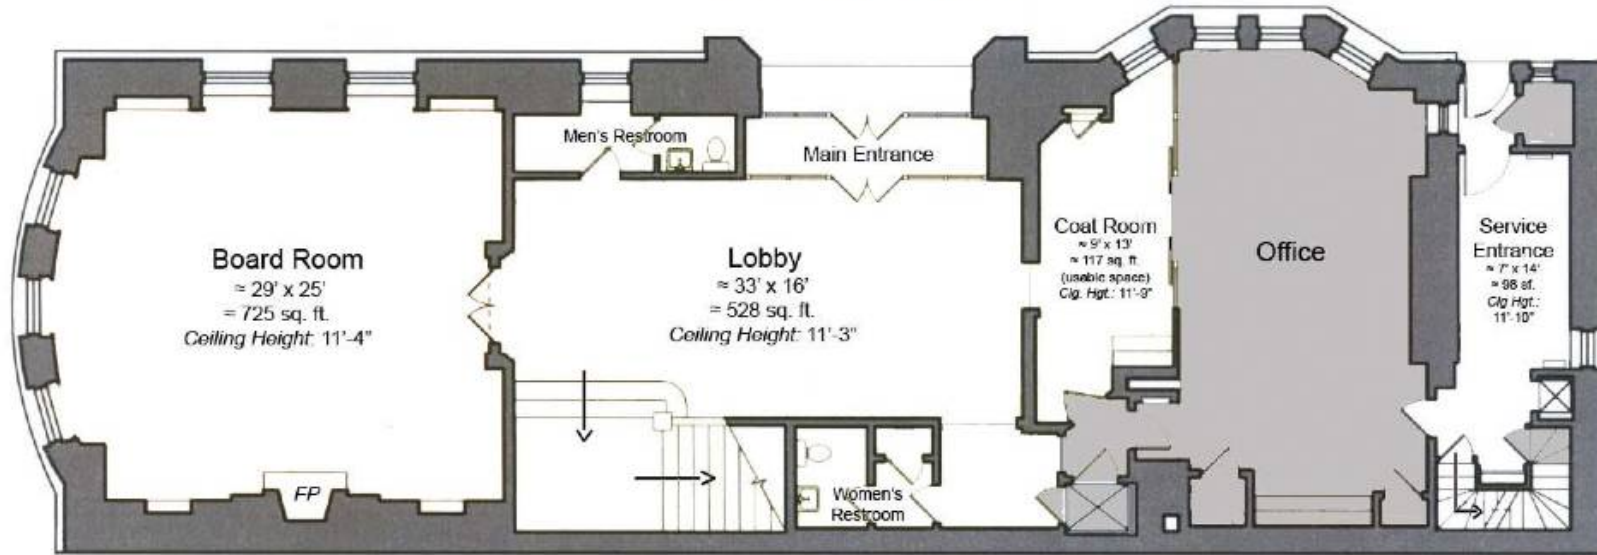 Men's Restroom
Main Entrance
Board Room
≈ 29' x 25'
= 725 sq. ft.
Ceiling Height: 11'-4"
FP
Lobby
≈ 33' x 16'
= 528 sq. ft.
Ceiling Height: 11'-3"
Women's
Restroom
Coat Room
≈ 9' x 13'
≈ 117 sq. ft.
(usable space)
Clg. Hgt.: 11'-9"
Office
Service
Entrance
≈ 7' x 14'
≈ 98 sf.
Clg Hgt.:
11'-10"